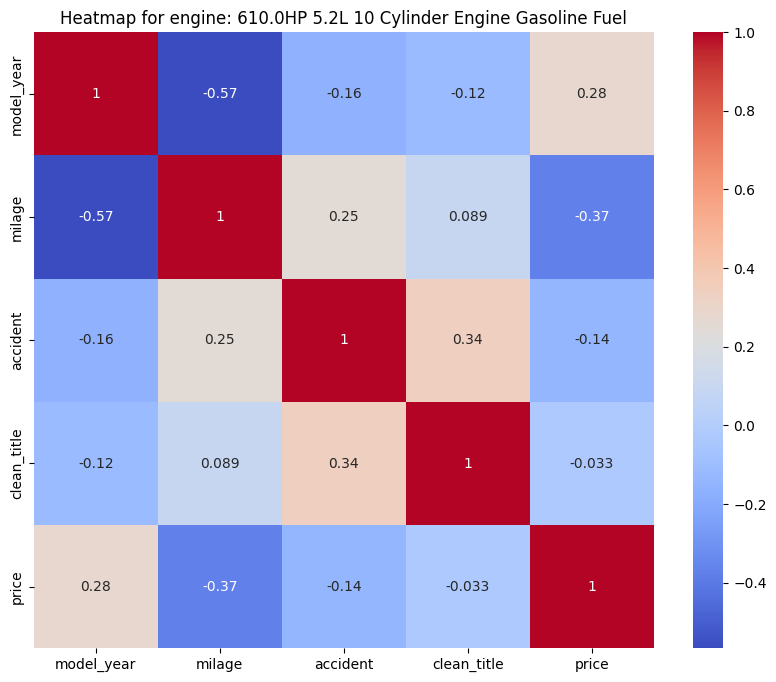 Heatmap for engine: 610.0HP 5.2L 10 Cylinder Engine Gasoline Fuel
model_year 1 -0.57 -0.16 -0.12 0.28
milage -0.57 1 0.25 0.089 -0.37
accident -0.16 0.25 1 0.34 -0.14
clean_title -0.12 0.089 0.34 1 -0.033
price 0.28 -0.37 -0.14 -0.033 1
model_year milage accident clean_title price
1.0
0.8
0.6
0.4
0.2
0.0
−0.2
−0.4